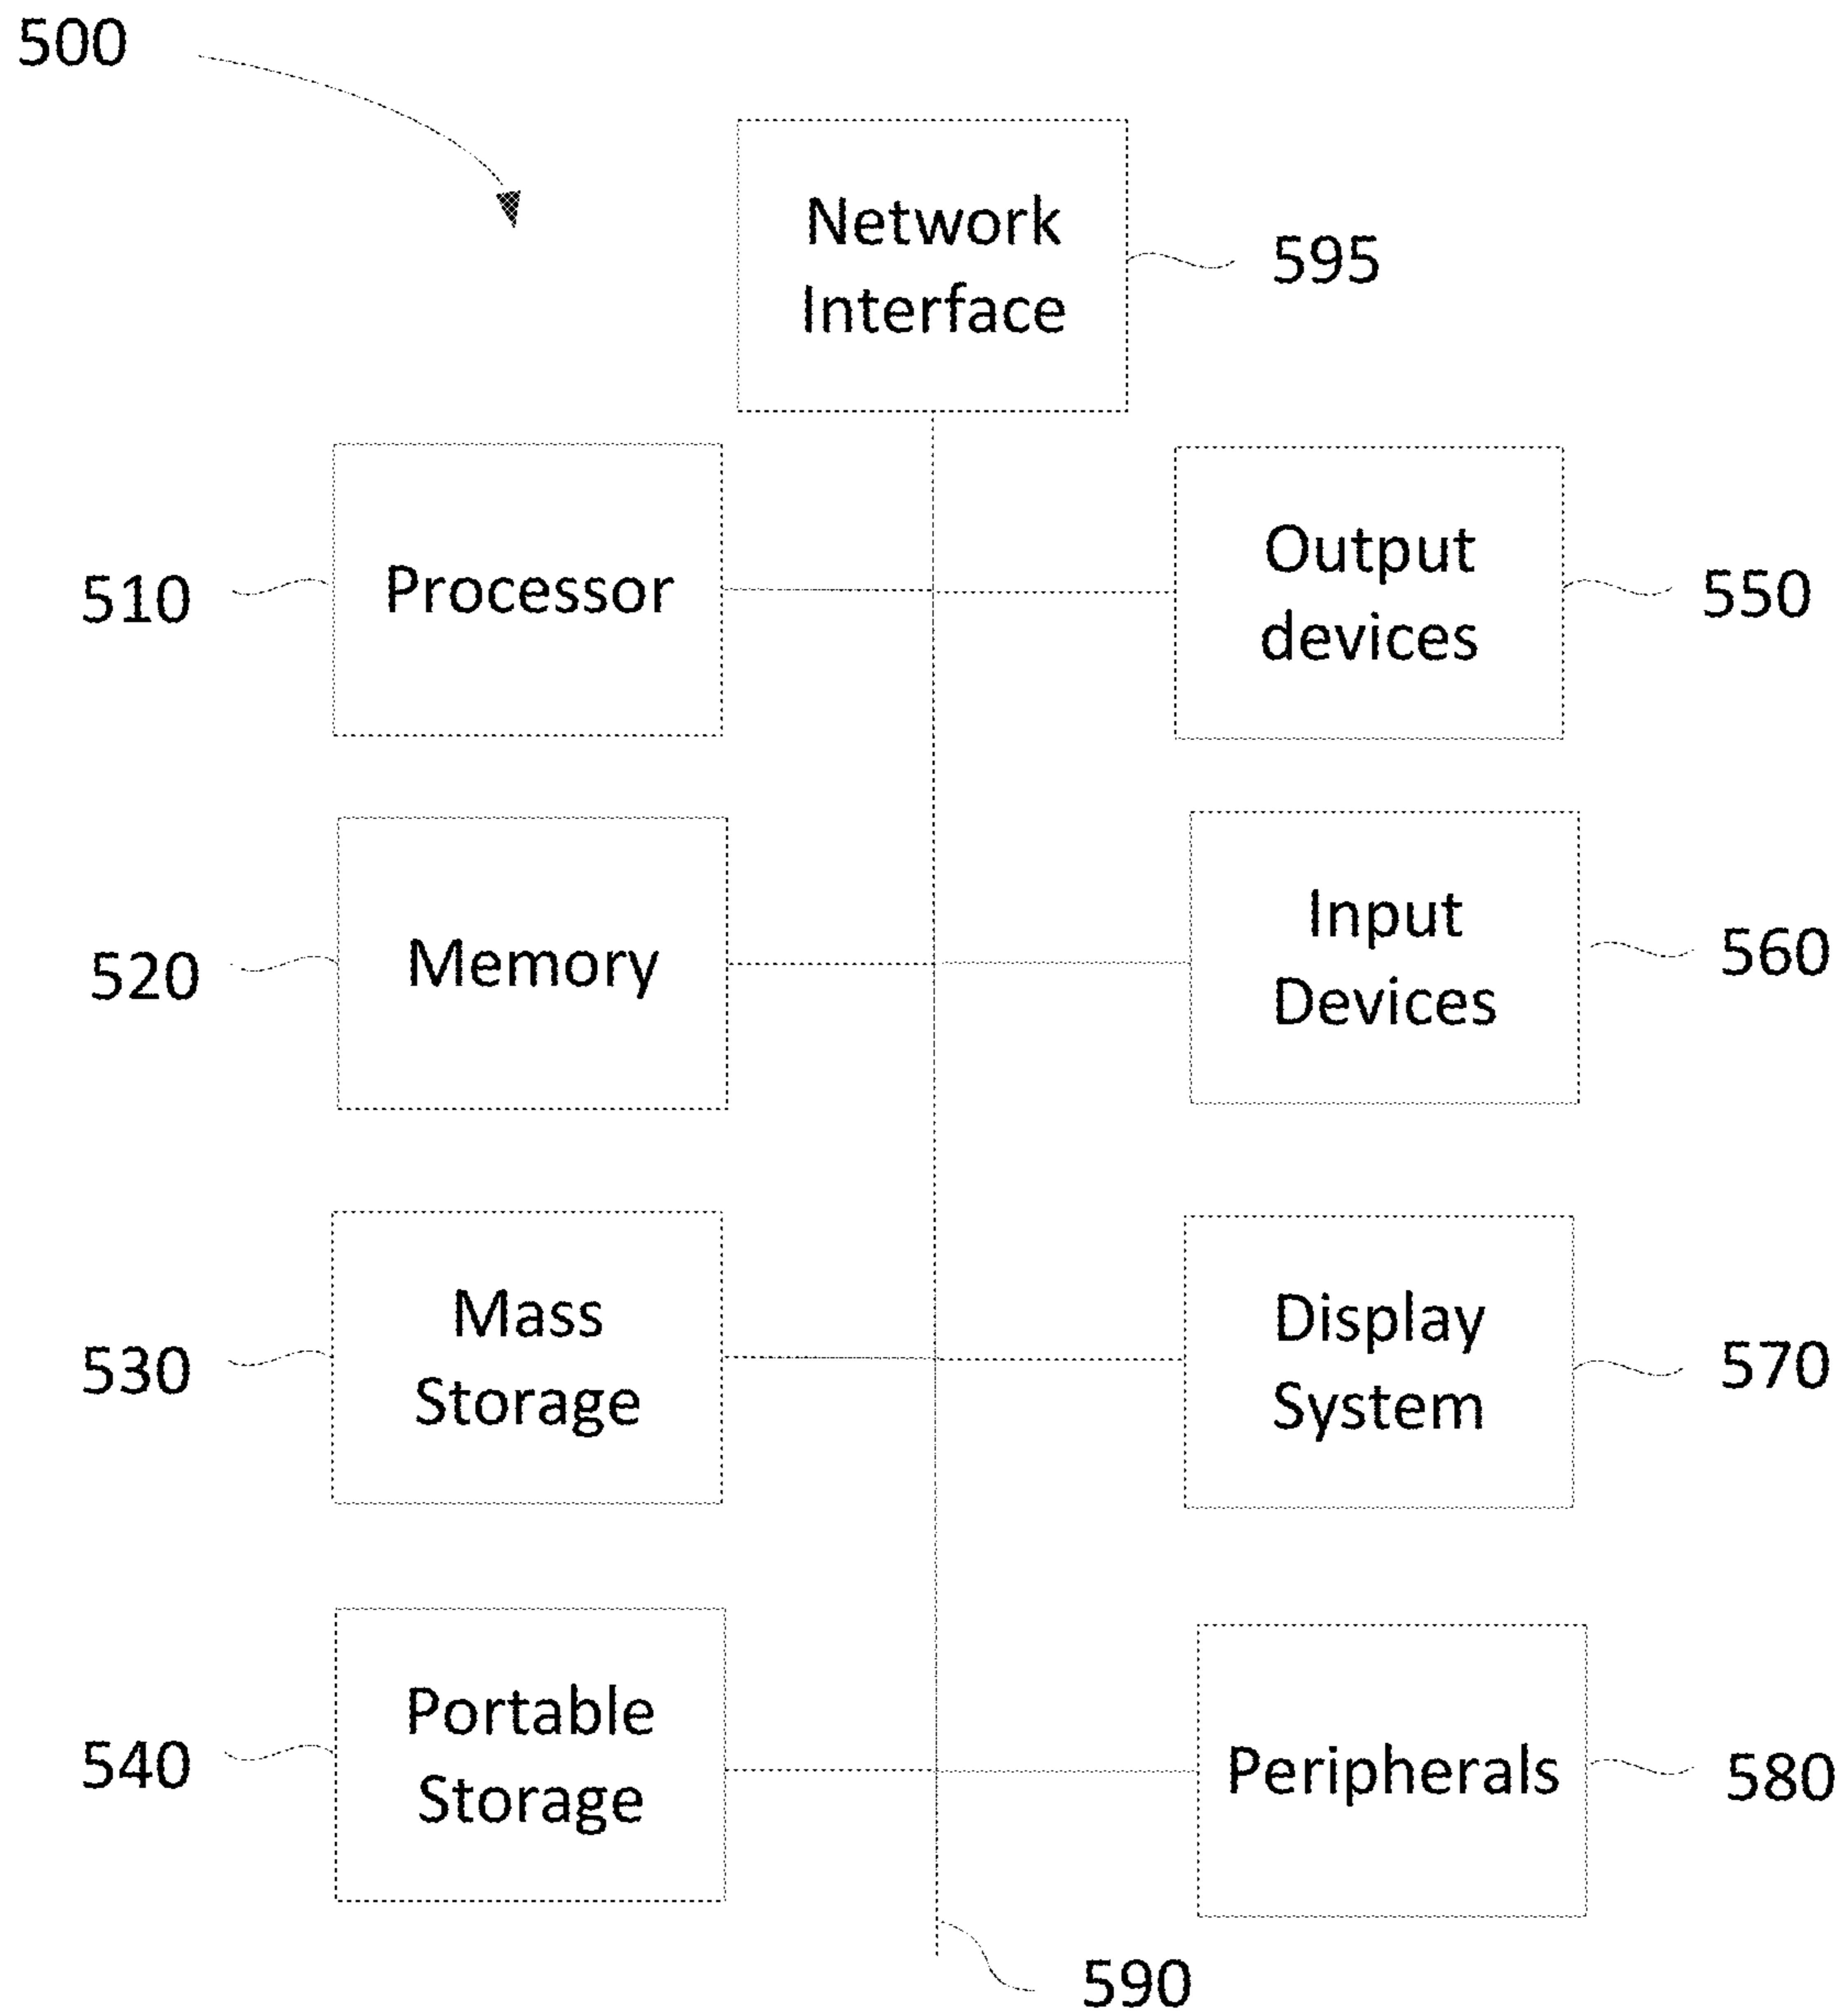 500
Network
Interface
595
Processor
510
Output
devices
550
Memory
520
Input
Devices
560
Mass
Storage
530
Display
System
570
Portable
Storage
540
Peripherals
580
590